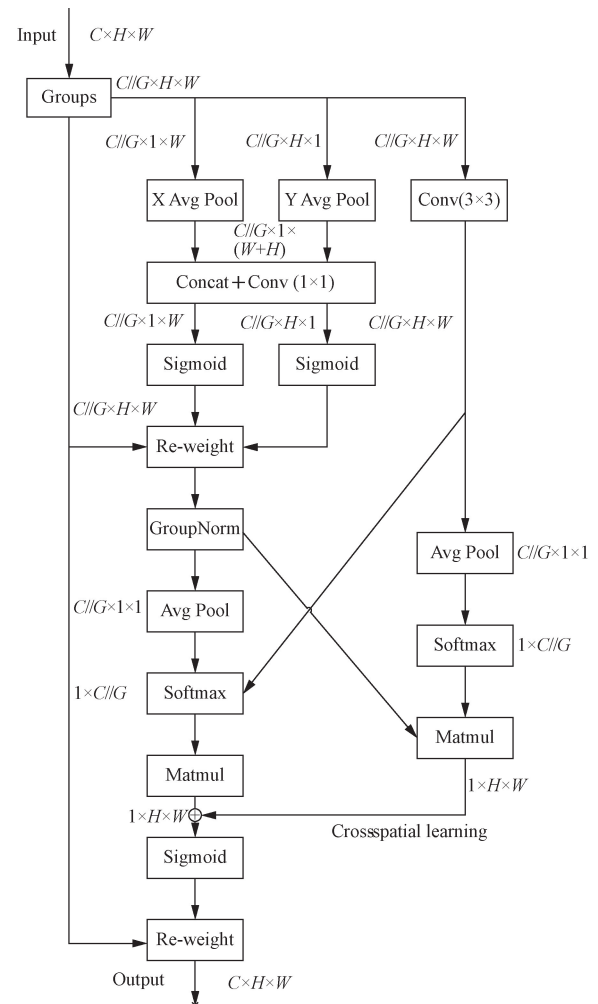 Input
C×H×W
Groups
C//G×H×W
C//G×1×W
C//G×H×1
C//G×H×W
X Avg Pool
Y Avg Pool
Conv(3×3)
C//G×1×
(W+H)
Concat+Conv (1×1)
C//G×1×W
C//G×H×1
C//G×H×W
Sigmoid
Sigmoid
C//G×H×W
Re-weight
GroupNorm
Avg Pool
C//G×1×1
C//G×1×1
Avg Pool
Softmax
1×C//G
1×C//G
Softmax
Matmul
Matmul
1×H×W
1×H×W
Crossspatial learning
Sigmoid
Re-weight
Output
C×H×W